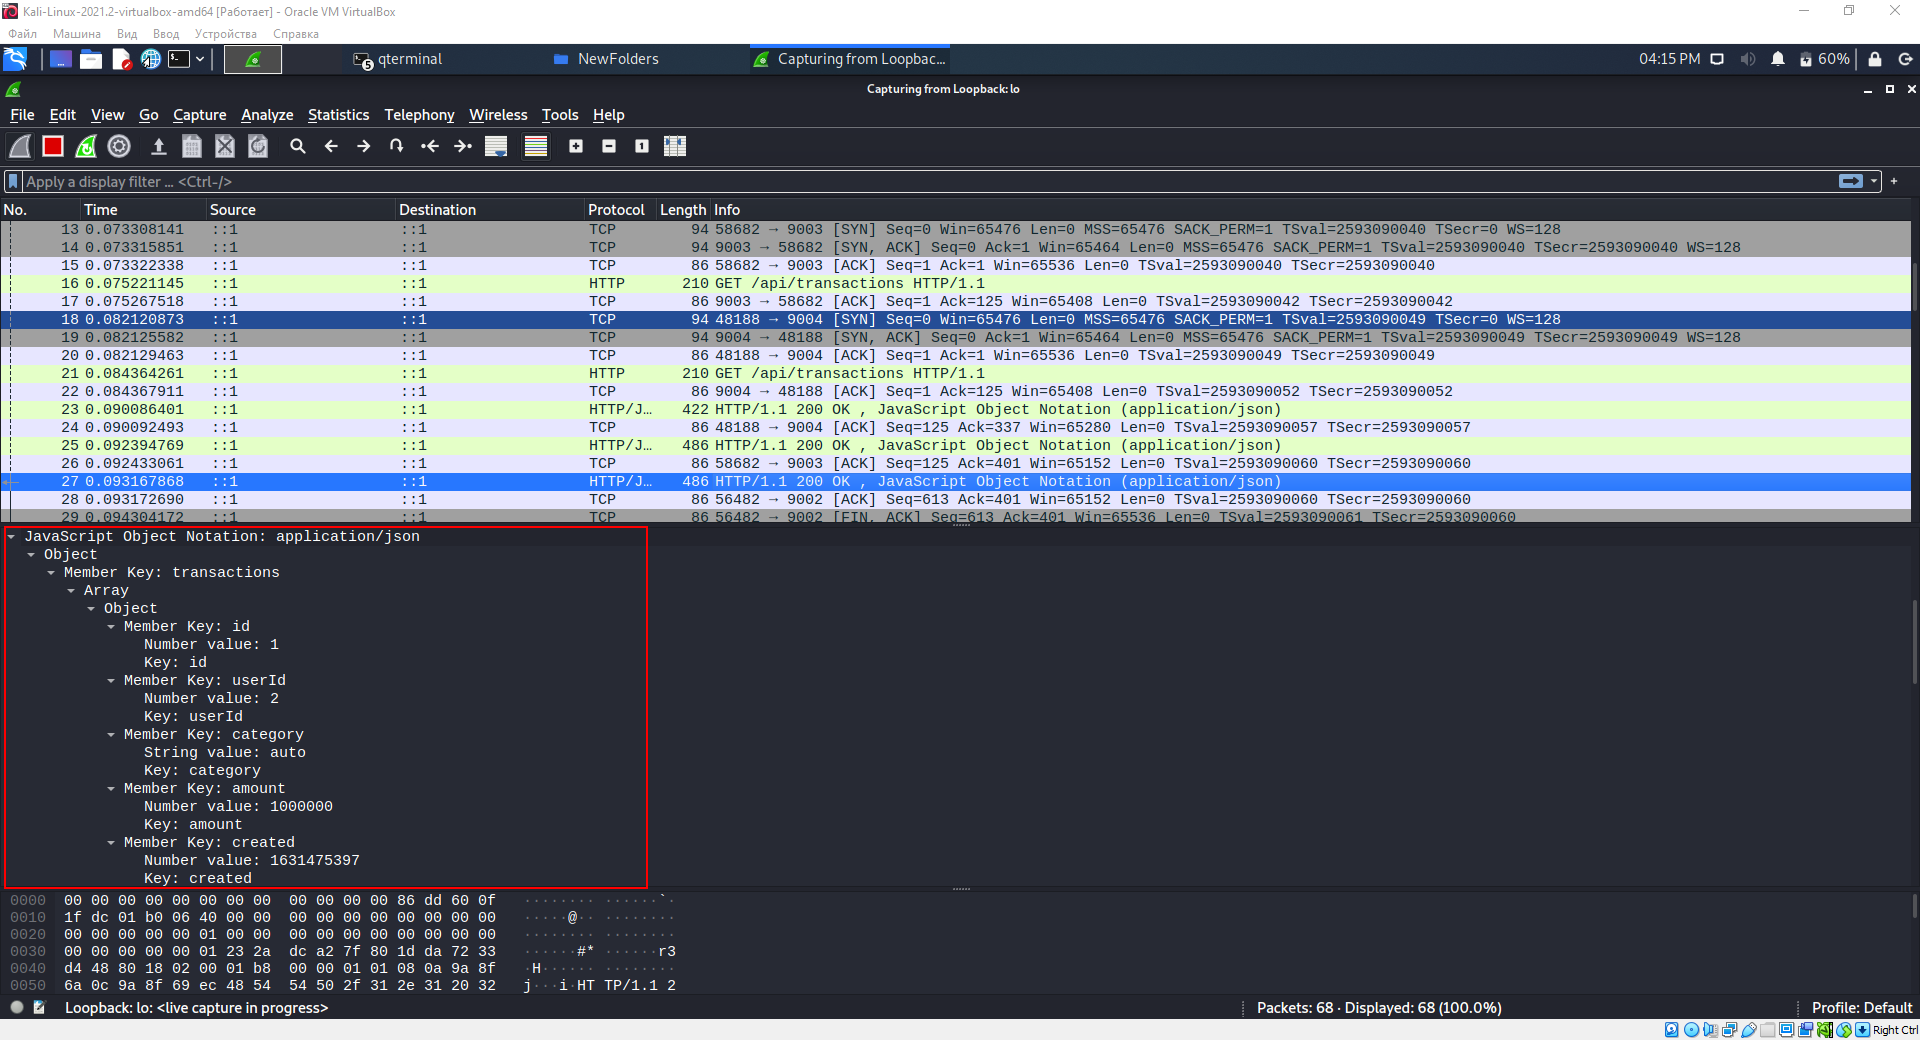 Kali-Linux-2021.2-virtualbox-amd64 [Работает] - Oracle VM VirtualBox
Файл Машина Вид Ввод Устройства Справка
5 qterminal NewFolders Capturing from Loopbac... 04:15 PM 60%
Capturing from Loopback: lo
File Edit View Go Capture Analyze Statistics Telephony Wireless Tools Help
Apply a display filter ... <Ctrl-/>
No. Time Source Destination Protocol Length Info
13 0.073308141 ::1 ::1 TCP 94 58682 → 9003 [SYN] Seq=0 Win=65476 Len=0 MSS=65476 SACK_PERM=1 TSval=2593090040 TSecr=0 WS=128
14 0.073315851 ::1 ::1 TCP 94 9003 → 58682 [SYN, ACK] Seq=0 Ack=1 Win=65464 Len=0 MSS=65476 SACK_PERM=1 TSval=2593090040 TSecr=2593090040 WS=128
15 0.073322338 ::1 ::1 TCP 86 58682 → 9003 [ACK] Seq=1 Ack=1 Win=65536 Len=0 TSval=2593090040 TSecr=2593090040
16 0.075221145 ::1 ::1 HTTP 210 GET /api/transactions HTTP/1.1
17 0.075267518 ::1 ::1 TCP 86 9003 → 58682 [ACK] Seq=1 Ack=125 Win=65408 Len=0 TSval=2593090042 TSecr=2593090042
18 0.082120873 ::1 ::1 TCP 94 48188 → 9004 [SYN] Seq=0 Win=65476 Len=0 MSS=65476 SACK_PERM=1 TSval=2593090049 TSecr=0 WS=128
19 0.082125582 ::1 ::1 TCP 94 9004 → 48188 [SYN, ACK] Seq=0 Ack=1 Win=65464 Len=0 MSS=65476 SACK_PERM=1 TSval=2593090049 TSecr=2593090049 WS=128
20 0.082129463 ::1 ::1 TCP 86 48188 → 9004 [ACK] Seq=1 Ack=1 Win=65536 Len=0 TSval=2593090049 TSecr=2593090049
21 0.084364261 ::1 ::1 HTTP 210 GET /api/transactions HTTP/1.1
22 0.084367911 ::1 ::1 TCP 86 9004 → 48188 [ACK] Seq=1 Ack=125 Win=65408 Len=0 TSval=2593090052 TSecr=2593090052
23 0.090086401 ::1 ::1 HTTP/J... 422 HTTP/1.1 200 OK , JavaScript Object Notation (application/json)
24 0.090092493 ::1 ::1 TCP 86 48188 → 9004 [ACK] Seq=125 Ack=337 Win=65280 Len=0 TSval=2593090057 TSecr=2593090057
25 0.092394769 ::1 ::1 HTTP/J... 486 HTTP/1.1 200 OK , JavaScript Object Notation (application/json)
26 0.092433061 ::1 ::1 TCP 86 58682 → 9003 [ACK] Seq=125 Ack=401 Win=65152 Len=0 TSval=2593090060 TSecr=2593090060
27 0.093167868 ::1 ::1 HTTP/J... 486 HTTP/1.1 200 OK , JavaScript Object Notation (application/json)
28 0.093172690 ::1 ::1 TCP 86 56482 → 9002 [ACK] Seq=613 Ack=401 Win=65152 Len=0 TSval=2593090060 TSecr=2593090060
29 0.094304172 ::1 ::1 TCP 86 56482 → 9002 [FIN, ACK] Seq=613 Ack=401 Win=65536 Len=0 TSval=2593090061 TSecr=2593090060
JavaScript Object Notation: application/json
Object
Member Key: transactions
Array
Object
Member Key: id
Number value: 1
Key: id
Member Key: userId
Number value: 2
Key: userId
Member Key: category
String value: auto
Key: category
Member Key: amount
Number value: 1000000
Key: amount
Member Key: created
Number value: 1631475397
Key: created
0000 00 00 00 00 00 00 00 00 00 00 00 00 86 dd 60 0f ········ ······`·
0010 1f dc 01 b0 06 40 00 00 00 00 00 00 00 00 00 00 ·····@·· ········
0020 00 00 00 00 00 01 00 00 00 00 00 00 00 00 00 00 ········ ········
0030 00 00 00 00 00 01 23 2a dc a2 7f 80 1d da 72 33 ······#* ······r3
0040 d4 48 80 18 02 00 01 b8 00 00 01 01 08 0a 9a 8f ·H······ ········
0050 6a 0c 9a 8f 69 ec 48 54 54 50 2f 31 2e 31 20 32 j···i·HT TP/1.1 2
Loopback: lo: <live capture in progress> Packets: 68 · Displayed: 68 (100.0%) Profile: Default
Right Ctrl